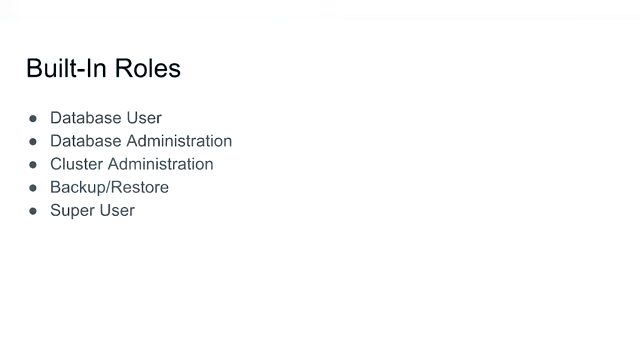 Built-In Roles
● Database User
● Database Administration
● Cluster Administration
● Backup/Restore
● Super User